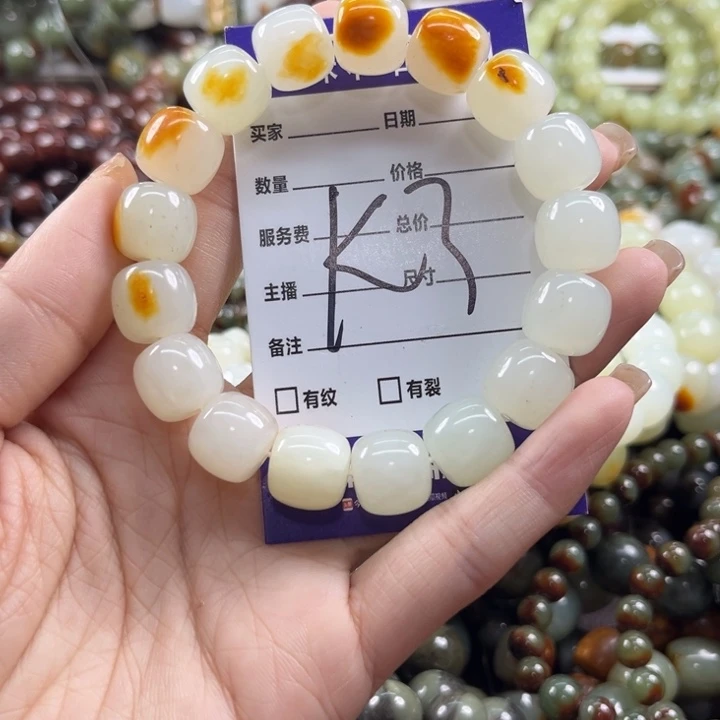 买家 日期
数量 价格
服务费 总价
主播 尺寸
备注
K3
□有纹 □有裂